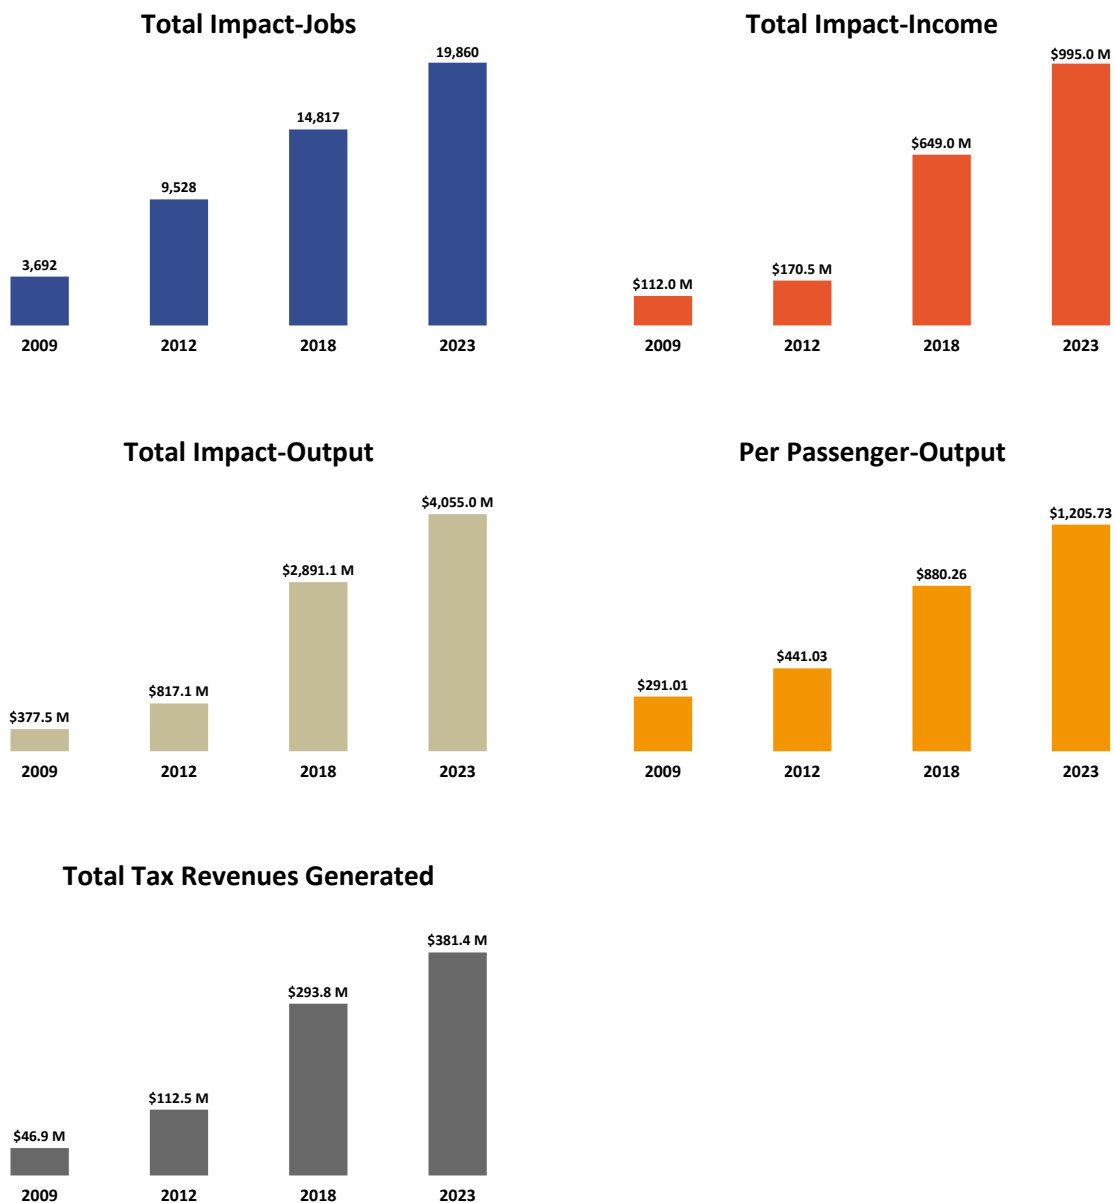 Total Impact-Jobs
19,860
14,817
9,528
3,692
2009 2012 2018 2023
Total Impact-Income
$995.0 M
$649.0 M
$170.5 M
$112.0 M
2009 2012 2018 2023
Total Impact-Output
$4,055.0 M
$2,891.1 M
$817.1 M
$377.5 M
2009 2012 2018 2023
Per Passenger-Output
$1,205.73
$880.26
$441.03
$291.01
2009 2012 2018 2023
Total Tax Revenues Generated
$381.4 M
$293.8 M
$112.5 M
$46.9 M
2009 2012 2018 2023